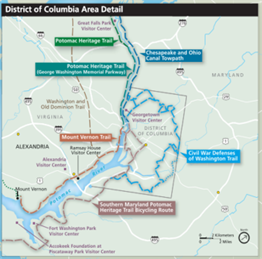 District of Columbia Area Detail
Great Falls Park
Visitor Center
Potomac Heritage Trail
Chesapeake and Ohio
Canal Towpath
Potomac Heritage Trail
(George Washington Memorial Parkway)
MARYLAND
Washington and
Old Dominion Trail
VIRGINIA
Georgetown
Visitor Center
DISTRICT
OF COLUMBIA
Mount Vernon Trail
ALEXANDRIA
Ramsay House
Visitor Center
Alexandria
Visitor Center
Civil War Defenses
of Washington Trail
Mount Vernon
Potomac River
Southern Maryland Potomac
Heritage Trail Bicycling Route
Fort Washington Park
Visitor Center
2 Kilometers
2 Miles
Accokeek Foundation at
Piscataway Park Visitor Center